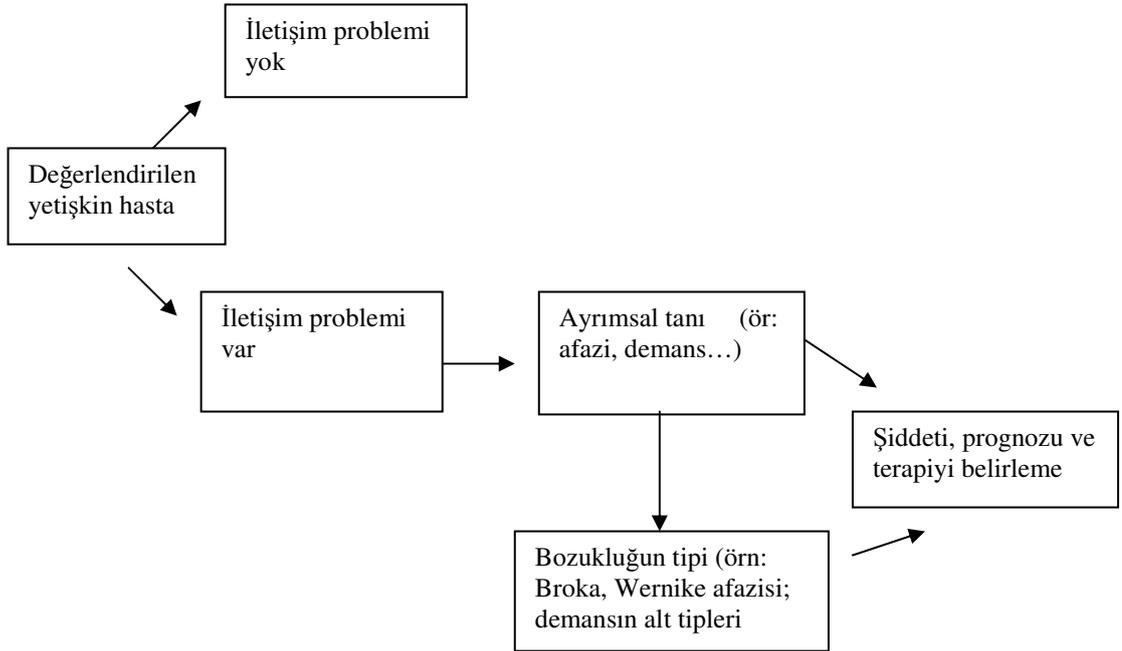 İletişim problemi
yok
Değerlendirilen
yetişkin hasta
İletişim problemi
var
Ayrımsal tanı (ör:
afazi, demans…)
Şiddeti, prognozu ve
terapiyi belirleme
Bozukluğun tipi (örn:
Broka, Wernike afazisi;
demansın alt tipleri